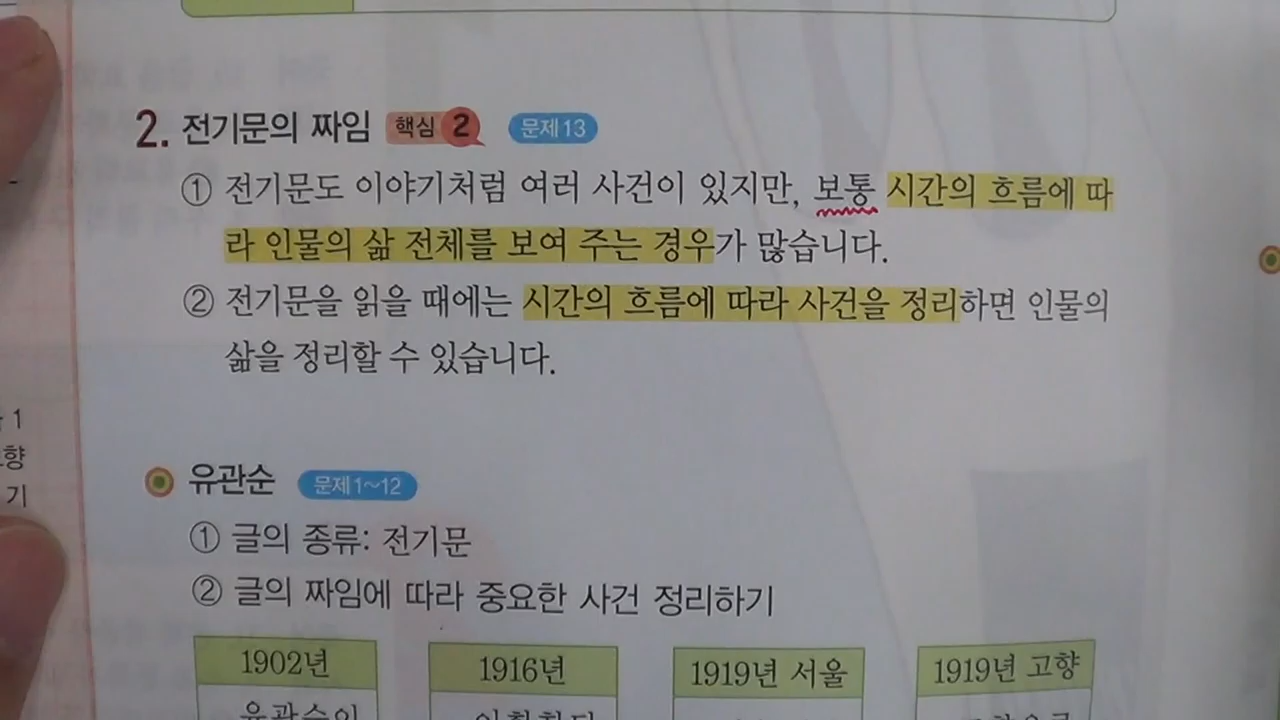 2. 전기문의 짜임 핵심 2 문제 13
① 전기문도 이야기처럼 여러 사건이 있지만, 보통 시간의 흐름에 따
라 인물의 삶 전체를 보여 주는 경우가 많습니다.
② 전기문을 읽을 때에는 시간의 흐름에 따라 사건을 정리하면 인물의
삶을 정리할 수 있습니다.
1
향
기
유관순 문제 1~12
① 글의 종류: 전기문
② 글의 짜임에 따라 중요한 사건 정리하기
1902년 1916년 1919년 서울 1919년 고향
유관순이